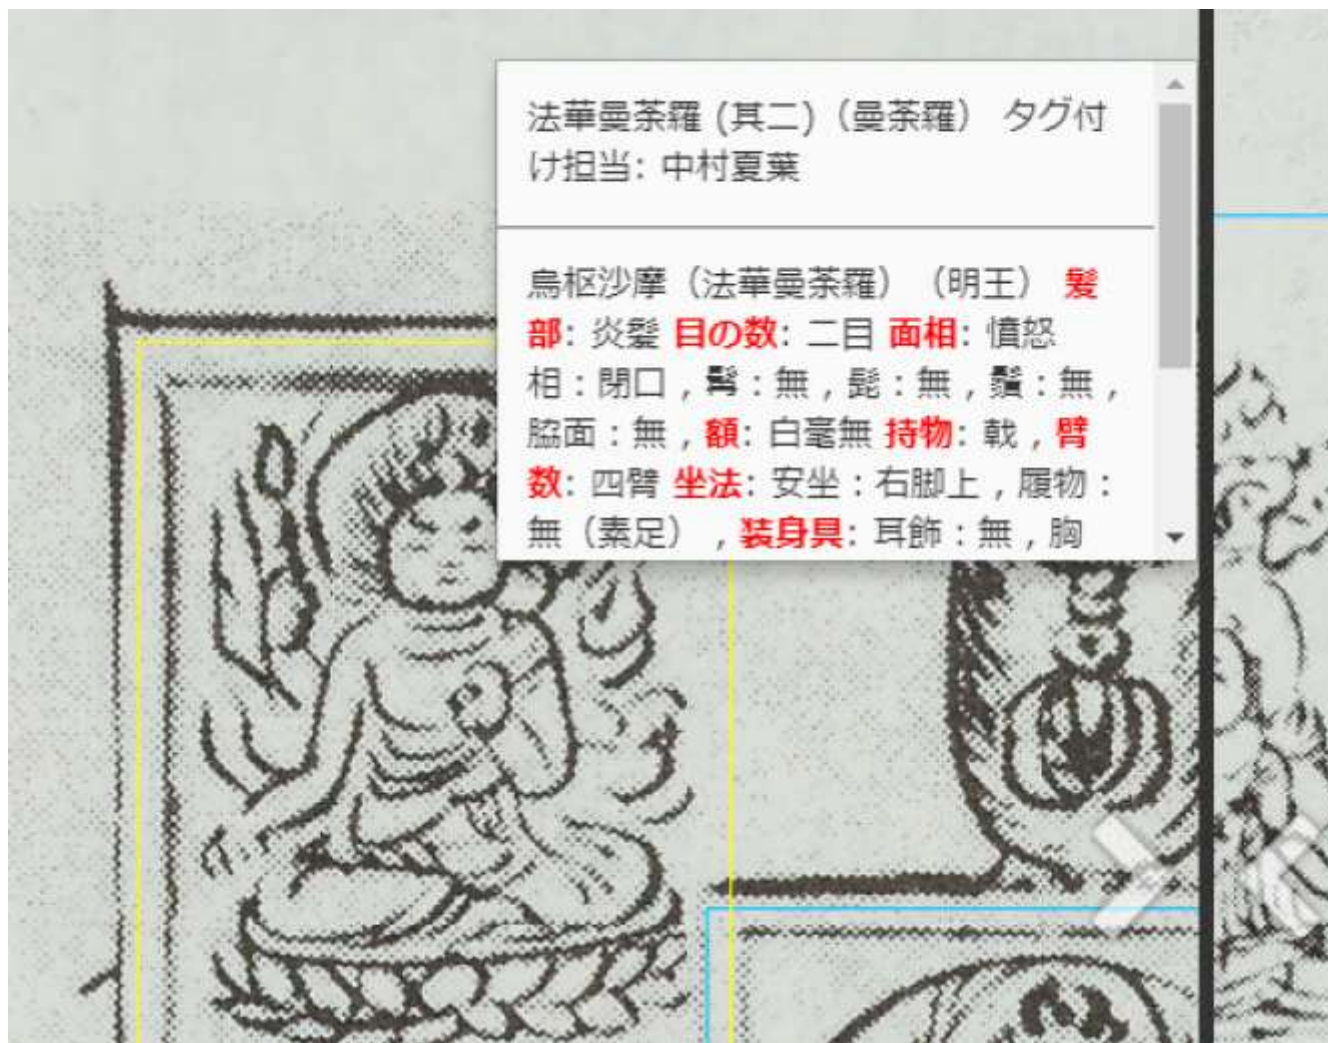 法華曼荼羅 (其二)（曼荼羅） タグ付
け担当: 中村夏葉
烏枢沙摩（法華曼荼羅）（明王） 髪
部: 炎髪 目の数: 二目 面相: 憤怒
相：閉口，髯：無，髭：無，鬚：無，
脇面：無，額: 白毫無 持物: 戟，臂
数: 四臂 坐法: 安坐：右脚上，履物：
無（素足），装身具: 耳飾：無，胸